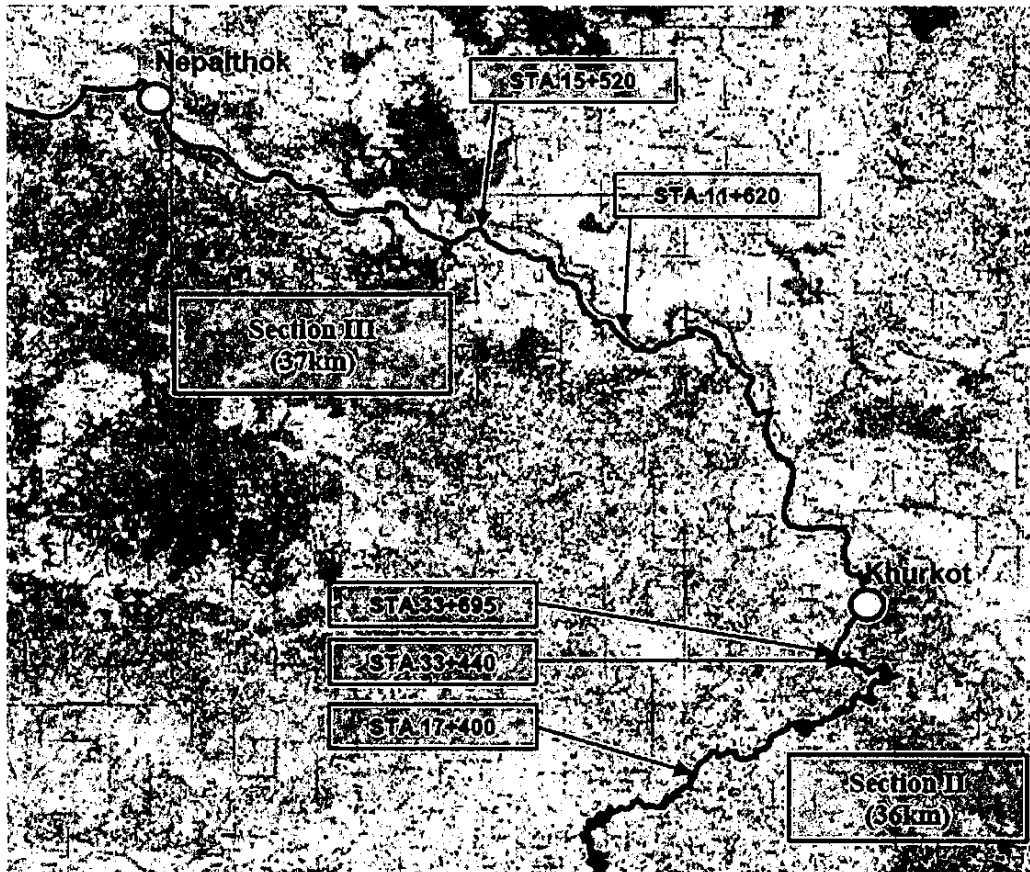 Nepalthok
STA.15+520
STA.11+620
Section III
(37km)
Khurkot
STA.33+695
STA.33+440
STA.17+400
Section II
(36km)